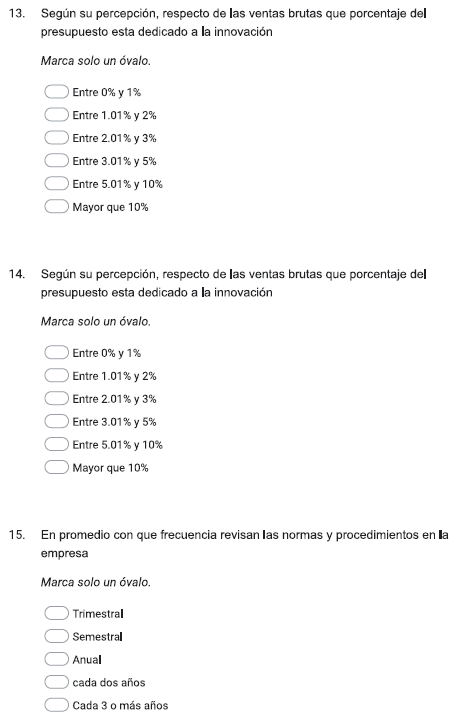 13. Según su percepción, respecto de las ventas brutas que porcentaje del
presupuesto esta dedicado a la innovación
Marca solo un óvalo.
Entre 0% y 1%
Entre 1.01% y 2%
Entre 2.01% y 3%
Entre 3.01% y 5%
Entre 5.01% y 10%
Mayor que 10%
14. Según su percepción, respecto de las ventas brutas que porcentaje del
presupuesto esta dedicado a la innovación
Marca solo un óvalo.
Entre 0% y 1%
Entre 1.01% y 2%
Entre 2.01% y 3%
Entre 3.01% y 5%
Entre 5.01% y 10%
Mayor que 10%
15. En promedio con que frecuencia revisan las normas y procedimientos en la
empresa
Marca solo un óvalo.
Trimestral
Semestral
Anual
cada dos años
Cada 3 o más años